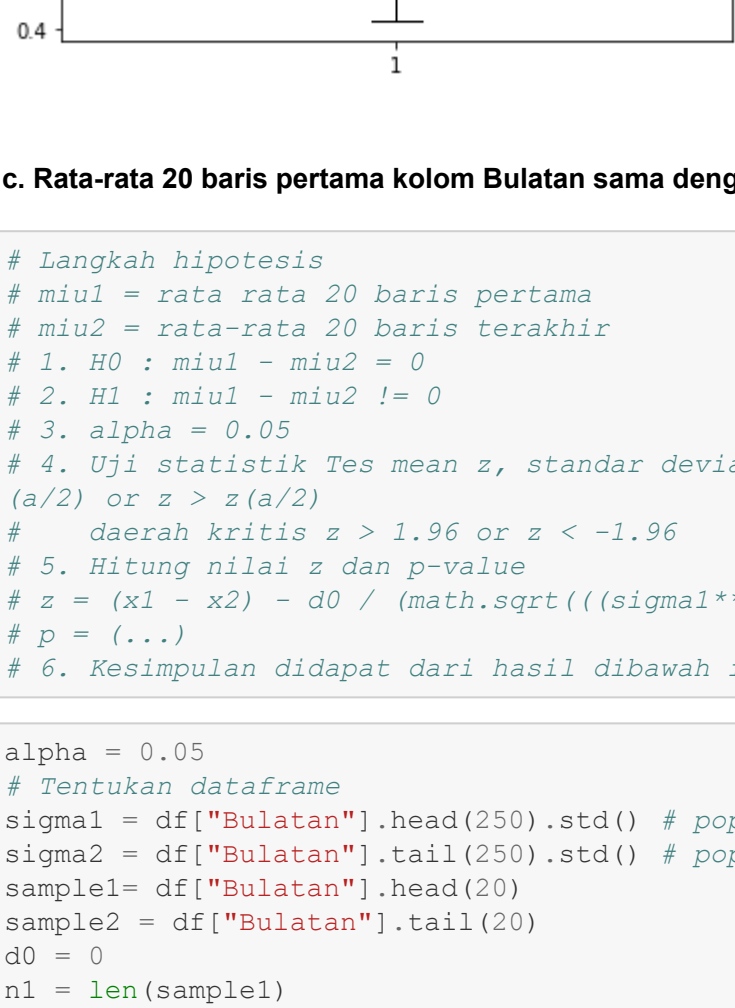 0.4
1
c. Rata-rata 20 baris pertama kolom Bulatan sama deng
# Langkah hipotesis
# miu1 = rata rata 20 baris pertama
# miu2 = rata-rata 20 baris terakhir
# 1. H0 : miu1 - miu2 = 0
# 2. H1 : miu1 - miu2 != 0
# 3. alpha = 0.05
# 4. Uji statistik Tes mean z, standar devia
(a/2) or z > z(a/2)
#    daerah kritis z > 1.96 or z < -1.96
# 5. Hitung nilai z dan p-value
# z = (x1 - x2) - d0 / (math.sqrt(((sigma1**
# p = (...)
# 6. Kesimpulan didapat dari hasil dibawah
alpha = 0.05
# Tentukan dataframe
sigma1 = df["Bulatan"].head(250).std() # pop
sigma2 = df["Bulatan"].tail(250).std() # pop
sample1= df["Bulatan"].head(20)
sample2 = df["Bulatan"].tail(20)
d0 = 0
n1 = len(sample1)